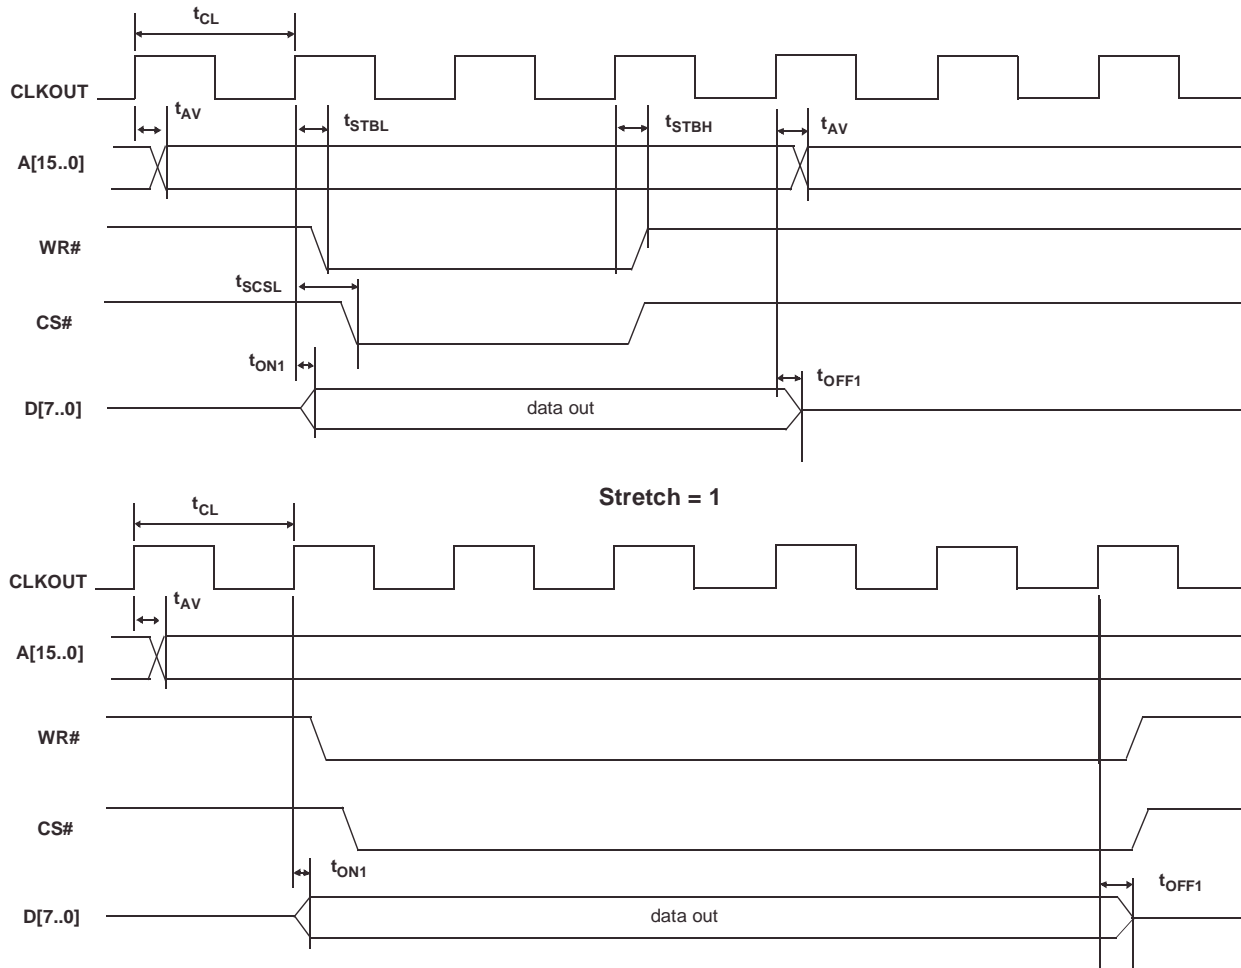 tCL
CLKOUT
tAV
tSTBL
tSTBH
tAV
A[15..0]
WR#
tSCSL
CS#
tON1
tOFF1
D[7..0]
data out
Stretch = 1
tCL
CLKOUT
tAV
A[15..0]
WR#
CS#
tON1
tOFF1
D[7..0]
data out